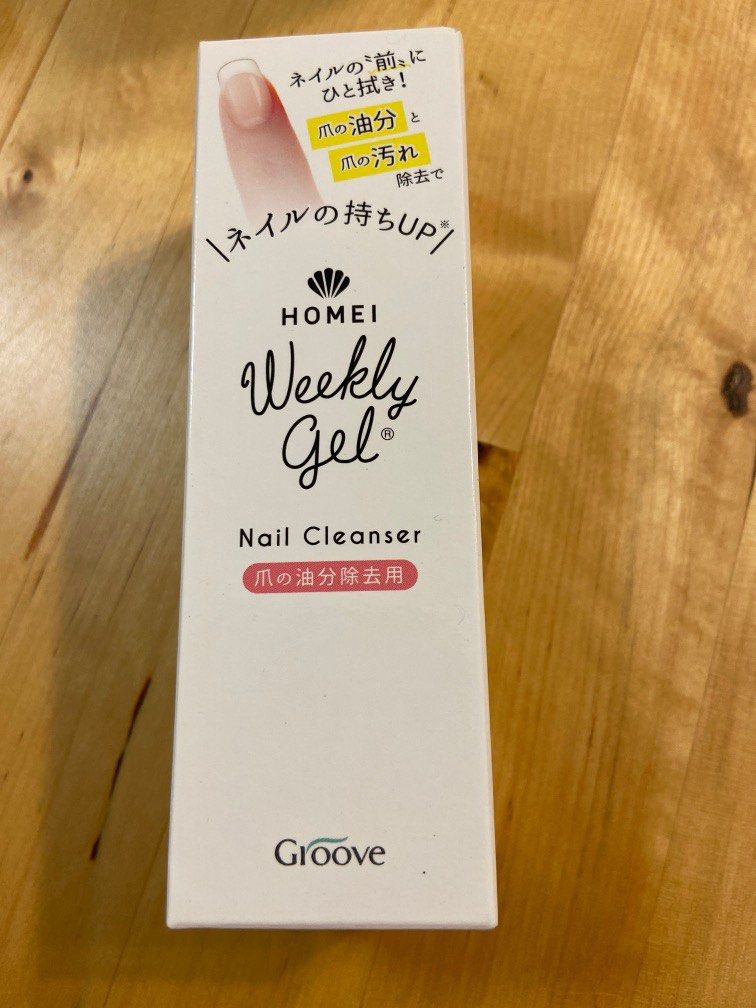 ネイルの"前"に
ひと拭き!
爪の油分と
爪の汚れ
除去で
\ネイルの持ちUP※/
HOMEI
Weekly
Gel®
Nail Cleanser
爪の油分除去用
Groove